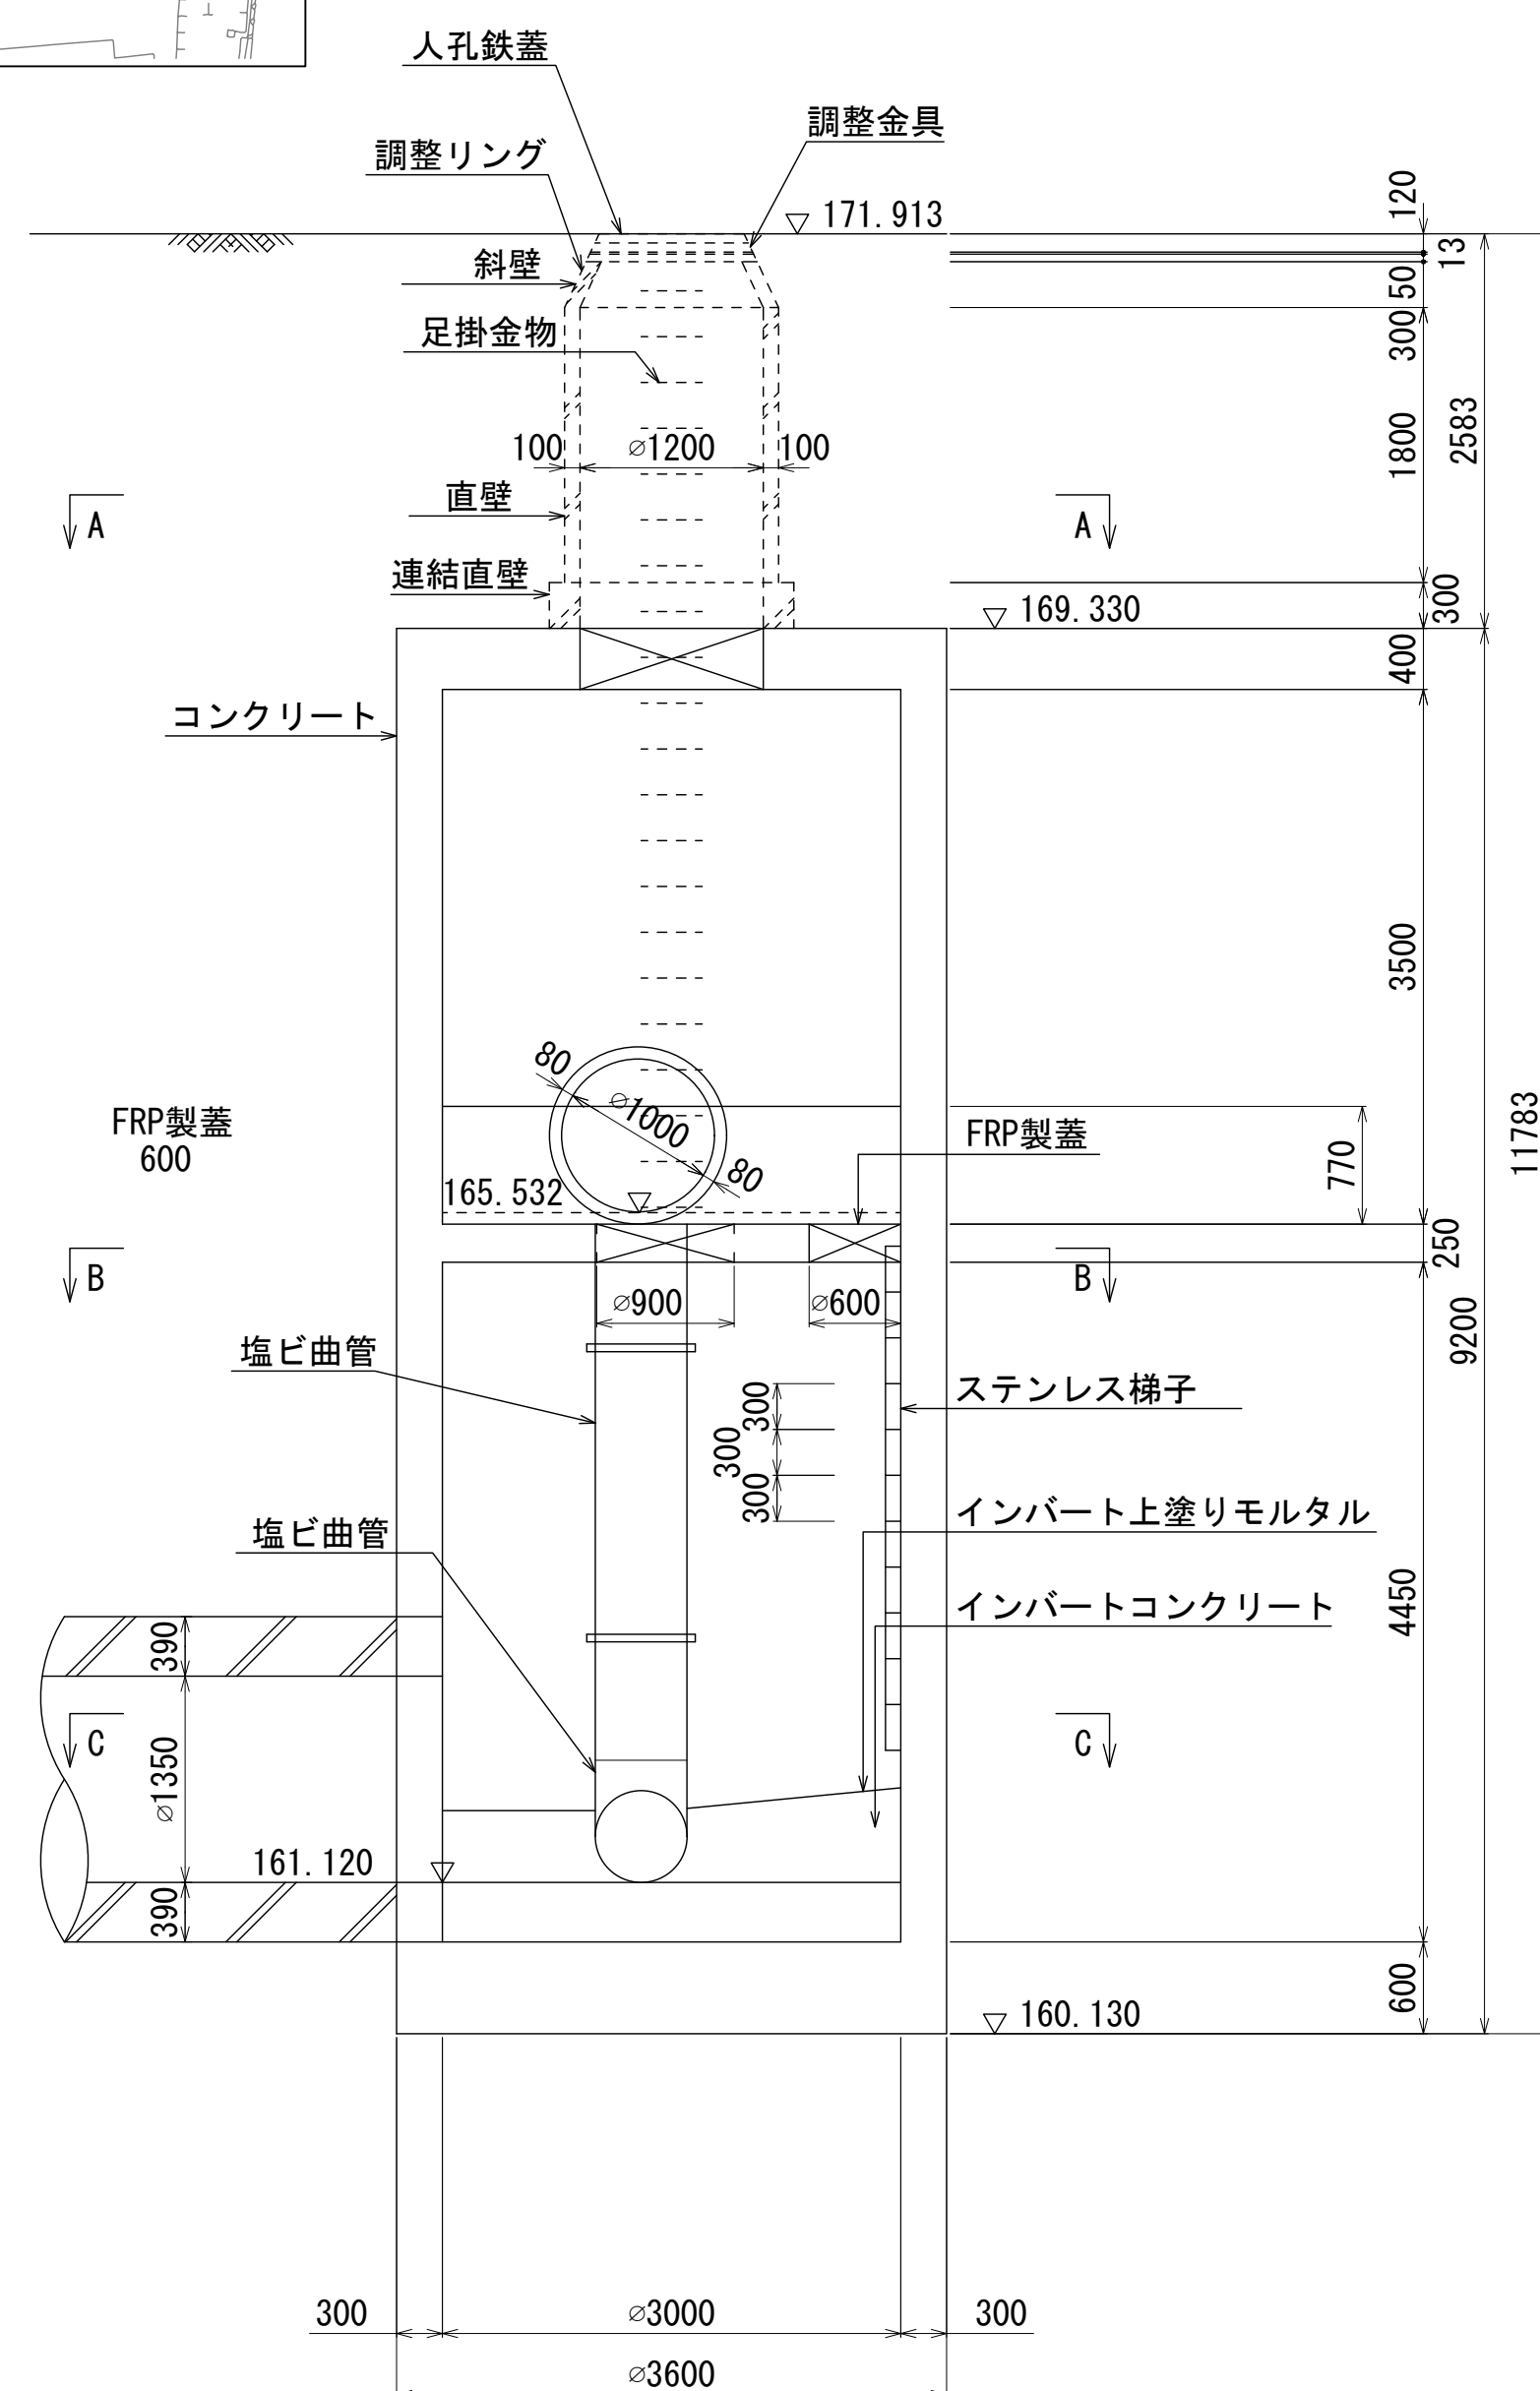 人孔鉄蓋
調整金具
調整リング
171.913
120
13
斜壁
50
足掛金物
300
100
⌀1200
100
1800
2583
直壁
A
A
連結直壁
169.330
300
400
コンクリート
3500
80
⌀1000
80
FRP製蓋
600
FRP製蓋
770
11783
165.532
250
B
B
⌀900
⌀600
9200
塩ビ曲管
ステンレス梯子
300
300
300
インバート上塗りモルタル
塩ビ曲管
インバートコンクリート
4450
390
C
C
⌀1350
161.120
390
600
160.130
300
⌀3000
300
⌀3600